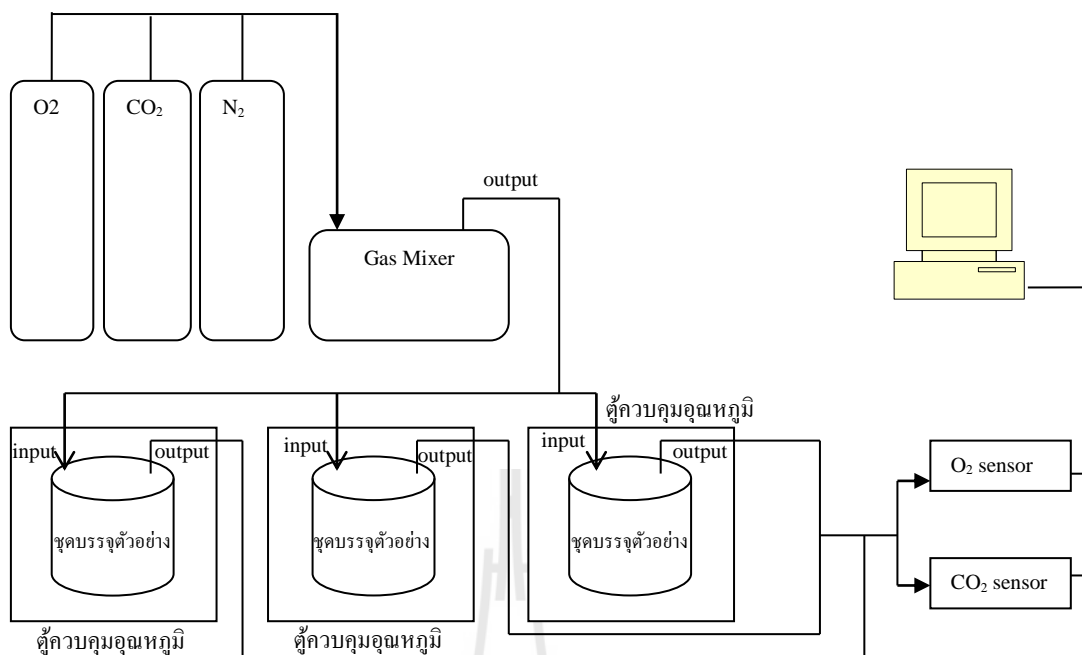 O2
CO₂
N₂
output
Gas Mixer
ตู้ควบคุมอุณหภูมิ
input
output
input
output
input
output
O₂ sensor
ชุดบรรจุตัวอย่าง
ชุดบรรจุตัวอย่าง
ชุดบรรจุตัวอย่าง
CO₂ sensor
ตู้ควบคุมอุณหภูมิ
ตู้ควบคุมอุณหภูมิ